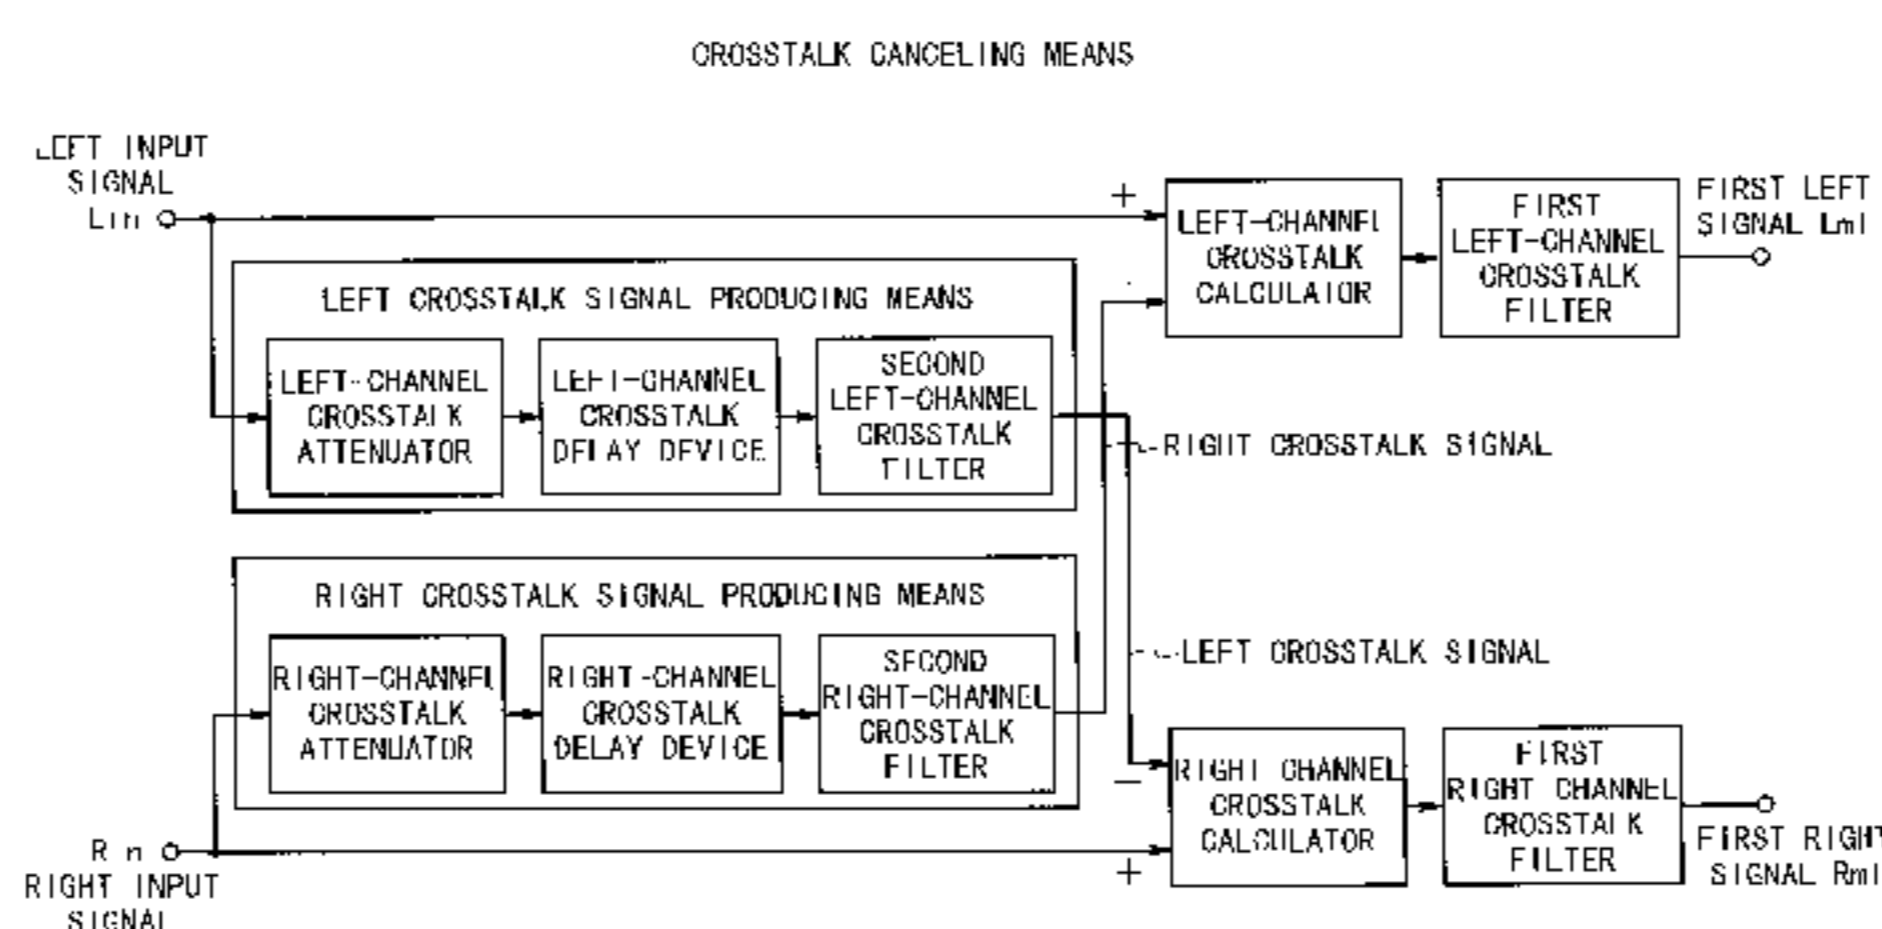 CROSSTALK CANCELING MEANS
LEFT INPUT
SIGNAL
Lin
+
LEFT-CHANNEL
CROSSTALK
CALCULATOR
FIRST
LEFT-CHANNEL
CROSSTALK
FILTER
FIRST LEFT
SIGNAL Lm1
LEFT CROSSTALK SIGNAL PRODUCING MEANS
LEFT-CHANNEL
CROSSTALK
ATTENUATOR
LEFT-CHANNEL
CROSSTALK
DELAY DEVICE
SECOND
LEFT-CHANNEL
CROSSTALK
FILTER
RIGHT CROSSTALK SIGNAL
RIGHT CROSSTALK SIGNAL PRODUCING MEANS
RIGHT-CHANNEL
CROSSTALK
ATTENUATOR
RIGHT-CHANNEL
CROSSTALK
DELAY DEVICE
SECOND
RIGHT-CHANNEL
CROSSTALK
FILTER
LEFT CROSSTALK SIGNAL
−
RIGHT CHANNEL
CROSSTALK
CALCULATOR
+
FIRST
RIGHT CHANNEL
CROSSTALK
FILTER
FIRST RIGHT
SIGNAL Rm1
R n
RIGHT INPUT
SIGNAL